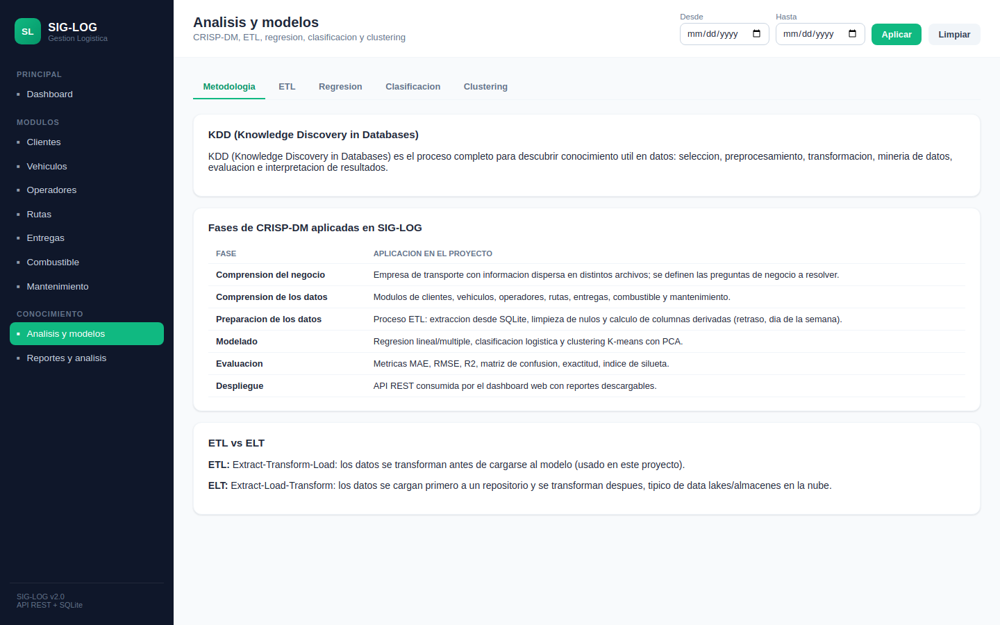 SL
SIG-LOG
Gestion Logistica
PRINCIPAL
Dashboard
MODULOS
Clientes
Vehiculos
Operadores
Rutas
Entregas
Combustible
Mantenimiento
CONOCIMIENTO
Analisis y modelos
Reportes y analisis
SIG-LOG v2.0
API REST + SQLite
Analisis y modelos
CRISP-DM, ETL, regresion, clasificacion y clustering
Desde
mm/dd/yyyy
Hasta
mm/dd/yyyy
Aplicar
Limpiar
Metodologia ETL Regresion Clasificacion Clustering
KDD (Knowledge Discovery in Databases)
KDD (Knowledge Discovery in Databases) es el proceso completo para descubrir conocimiento util en datos: seleccion, preprocesamiento, transformacion, mineria de datos,
evaluacion e interpretacion de resultados.
Fases de CRISP-DM aplicadas en SIG-LOG
FASE APLICACION EN EL PROYECTO
Comprension del negocio Empresa de transporte con informacion dispersa en distintos archivos; se definen las preguntas de negocio a resolver.
Comprension de los datos Modulos de clientes, vehiculos, operadores, rutas, entregas, combustible y mantenimiento.
Preparacion de los datos Proceso ETL: extraccion desde SQLite, limpieza de nulos y calculo de columnas derivadas (retraso, dia de la semana).
Modelado Regresion lineal/multiple, clasificacion logistica y clustering K-means con PCA.
Evaluacion Metricas MAE, RMSE, R2, matriz de confusion, exactitud, indice de silueta.
Despliegue API REST consumida por el dashboard web con reportes descargables.
ETL vs ELT
ETL: Extract-Transform-Load: los datos se transforman antes de cargarse al modelo (usado en este proyecto).
ELT: Extract-Load-Transform: los datos se cargan primero a un repositorio y se transforman despues, tipico de data lakes/almacenes en la nube.